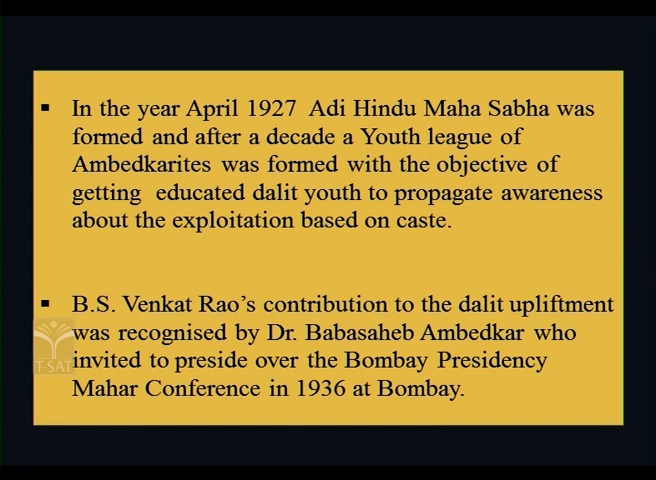 ▪ In the year April 1927 Adi Hindu Maha Sabha was
formed and after a decade a Youth league of
Ambedkarites was formed with the objective of
getting educated dalit youth to propagate awareness
about the exploitation based on caste.
▪ B.S. Venkat Rao’s contribution to the dalit upliftment
was recognised by Dr. Babasaheb Ambedkar who
invited to preside over the Bombay Presidency
Mahar Conference in 1936 at Bombay.
T-SAT